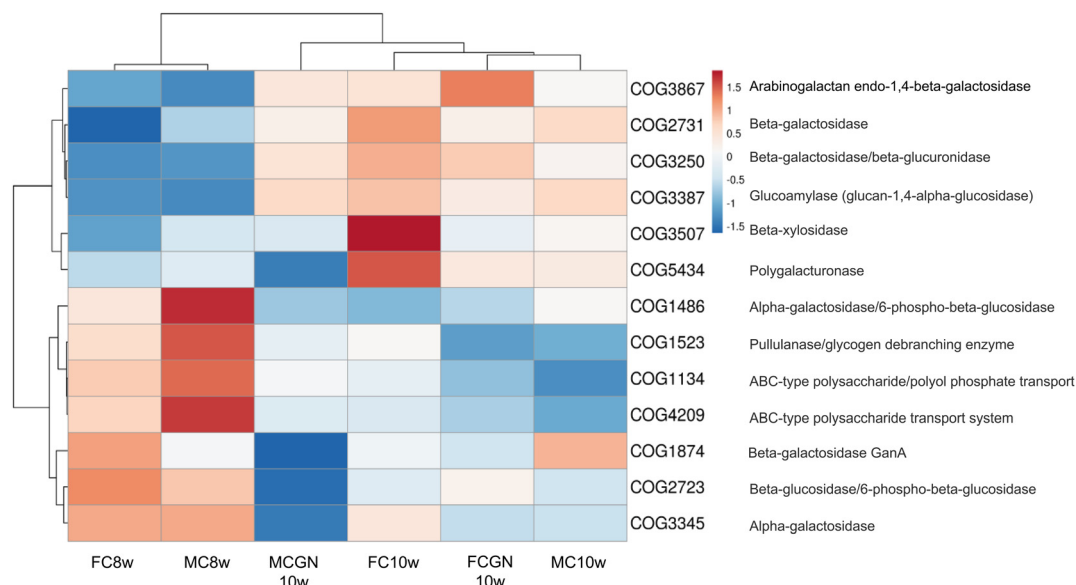 COG3867
COG2731
COG3250
COG3387
COG3507
COG5434
COG1486
COG1523
COG1134
COG4209
COG1874
COG2723
COG3345
1.5
1
0.5
0
-0.5
-1
-1.5
Arabinogalactan endo-1,4-beta-galactosidase
Beta-galactosidase
Beta-galactosidase/beta-glucuronidase
Glucoamylase (glucan-1,4-alpha-glucosidase)
Beta-xylosidase
Polygalacturonase
Alpha-galactosidase/6-phospho-beta-glucosidase
Pullulanase/glycogen debranching enzyme
ABC-type polysaccharide/polyol phosphate transport
ABC-type polysaccharide transport system
Beta-galactosidase GanA
Beta-glucosidase/6-phospho-beta-glucosidase
Alpha-galactosidase
FC8w
MC8w
MCGN
10w
FC10w
FCGN
10w
MC10w